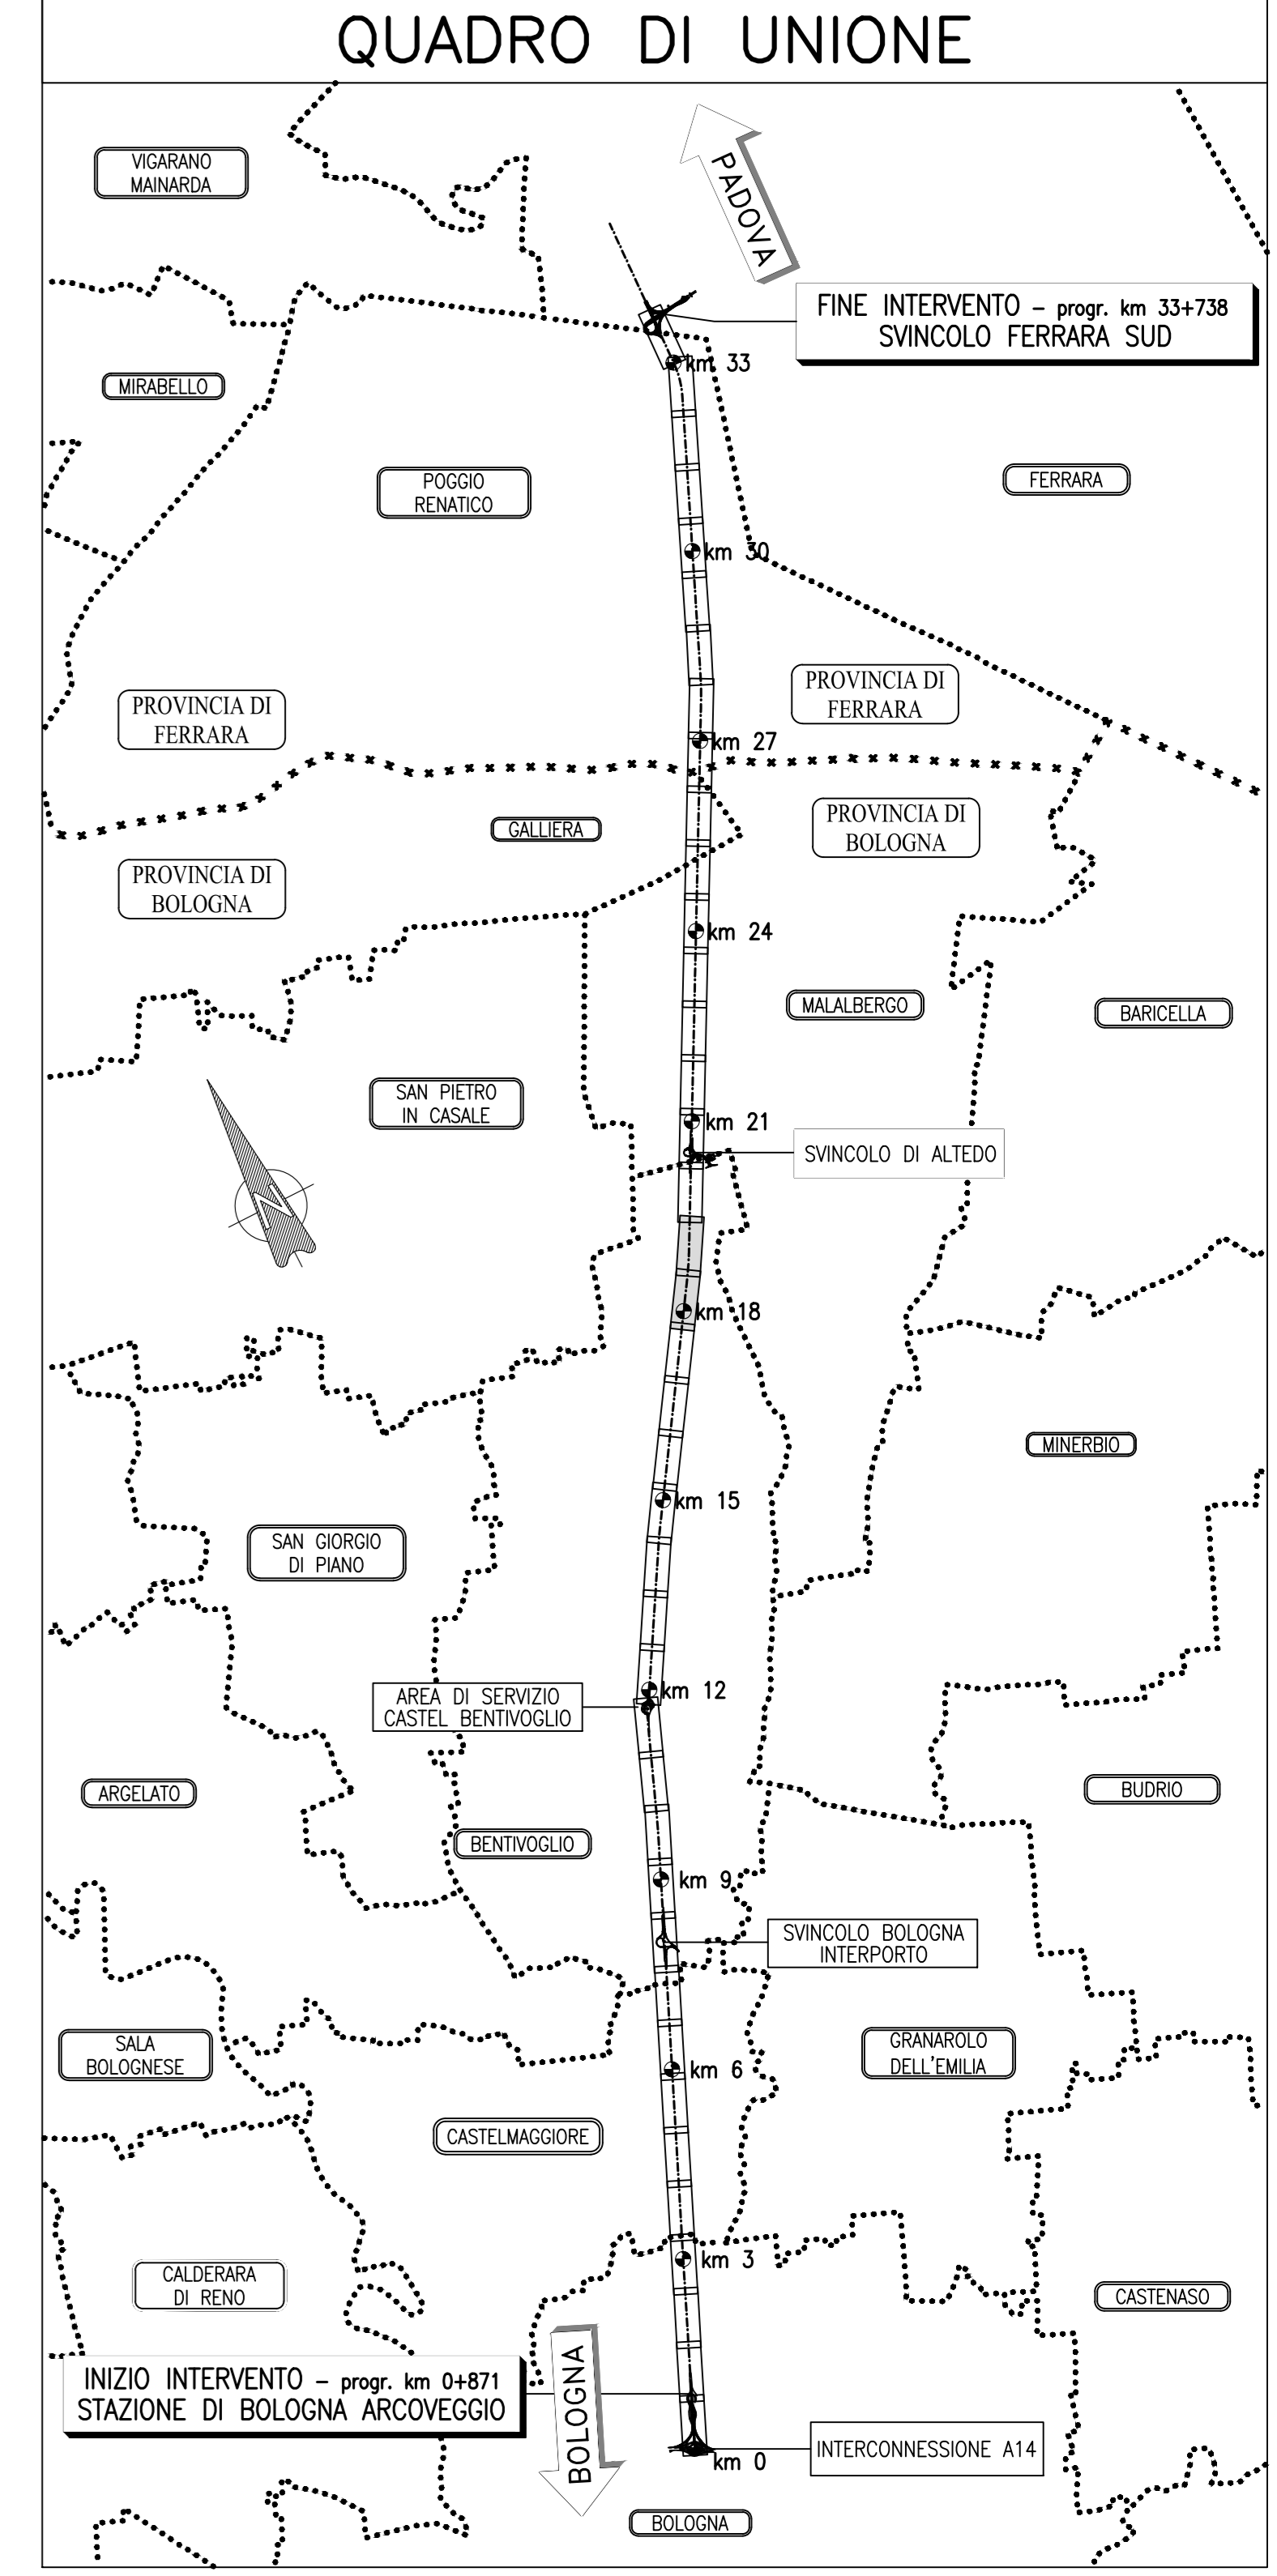 QUADRO DI UNIONE
VIGARANO
MAINARDA
PADOVA
FINE INTERVENTO – progr. km 33+738
SVINCOLO FERRARA SUD
km 33
MIRABELLO
POGGIO
RENATICO
FERRARA
km 30
PROVINCIA DI
FERRARA
PROVINCIA DI
FERRARA
km 27
GALLIERA
PROVINCIA DI
BOLOGNA
PROVINCIA DI
BOLOGNA
km 24
MALALBERGO
BARICELLA
SAN PIETRO
IN CASALE
km 21
SVINCOLO DI ALTEDO
N
km 18
MINERBIO
km 15
SAN GIORGIO
DI PIANO
km 12
AREA DI SERVIZIO
CASTEL BENTIVOGLIO
ARGELATO
BUDRIO
BENTIVOGLIO
km 9
SVINCOLO BOLOGNA
INTERPORTO
SALA
BOLOGNESE
GRANAROLO
DELL'EMILIA
km 6
CASTELMAGGIORE
km 3
CALDERARA
DI RENO
CASTENASO
INIZIO INTERVENTO – progr. km 0+871
STAZIONE DI BOLOGNA ARCOVEGGIO
BOLOGNA
INTERCONNESSIONE A14
km 0
BOLOGNA